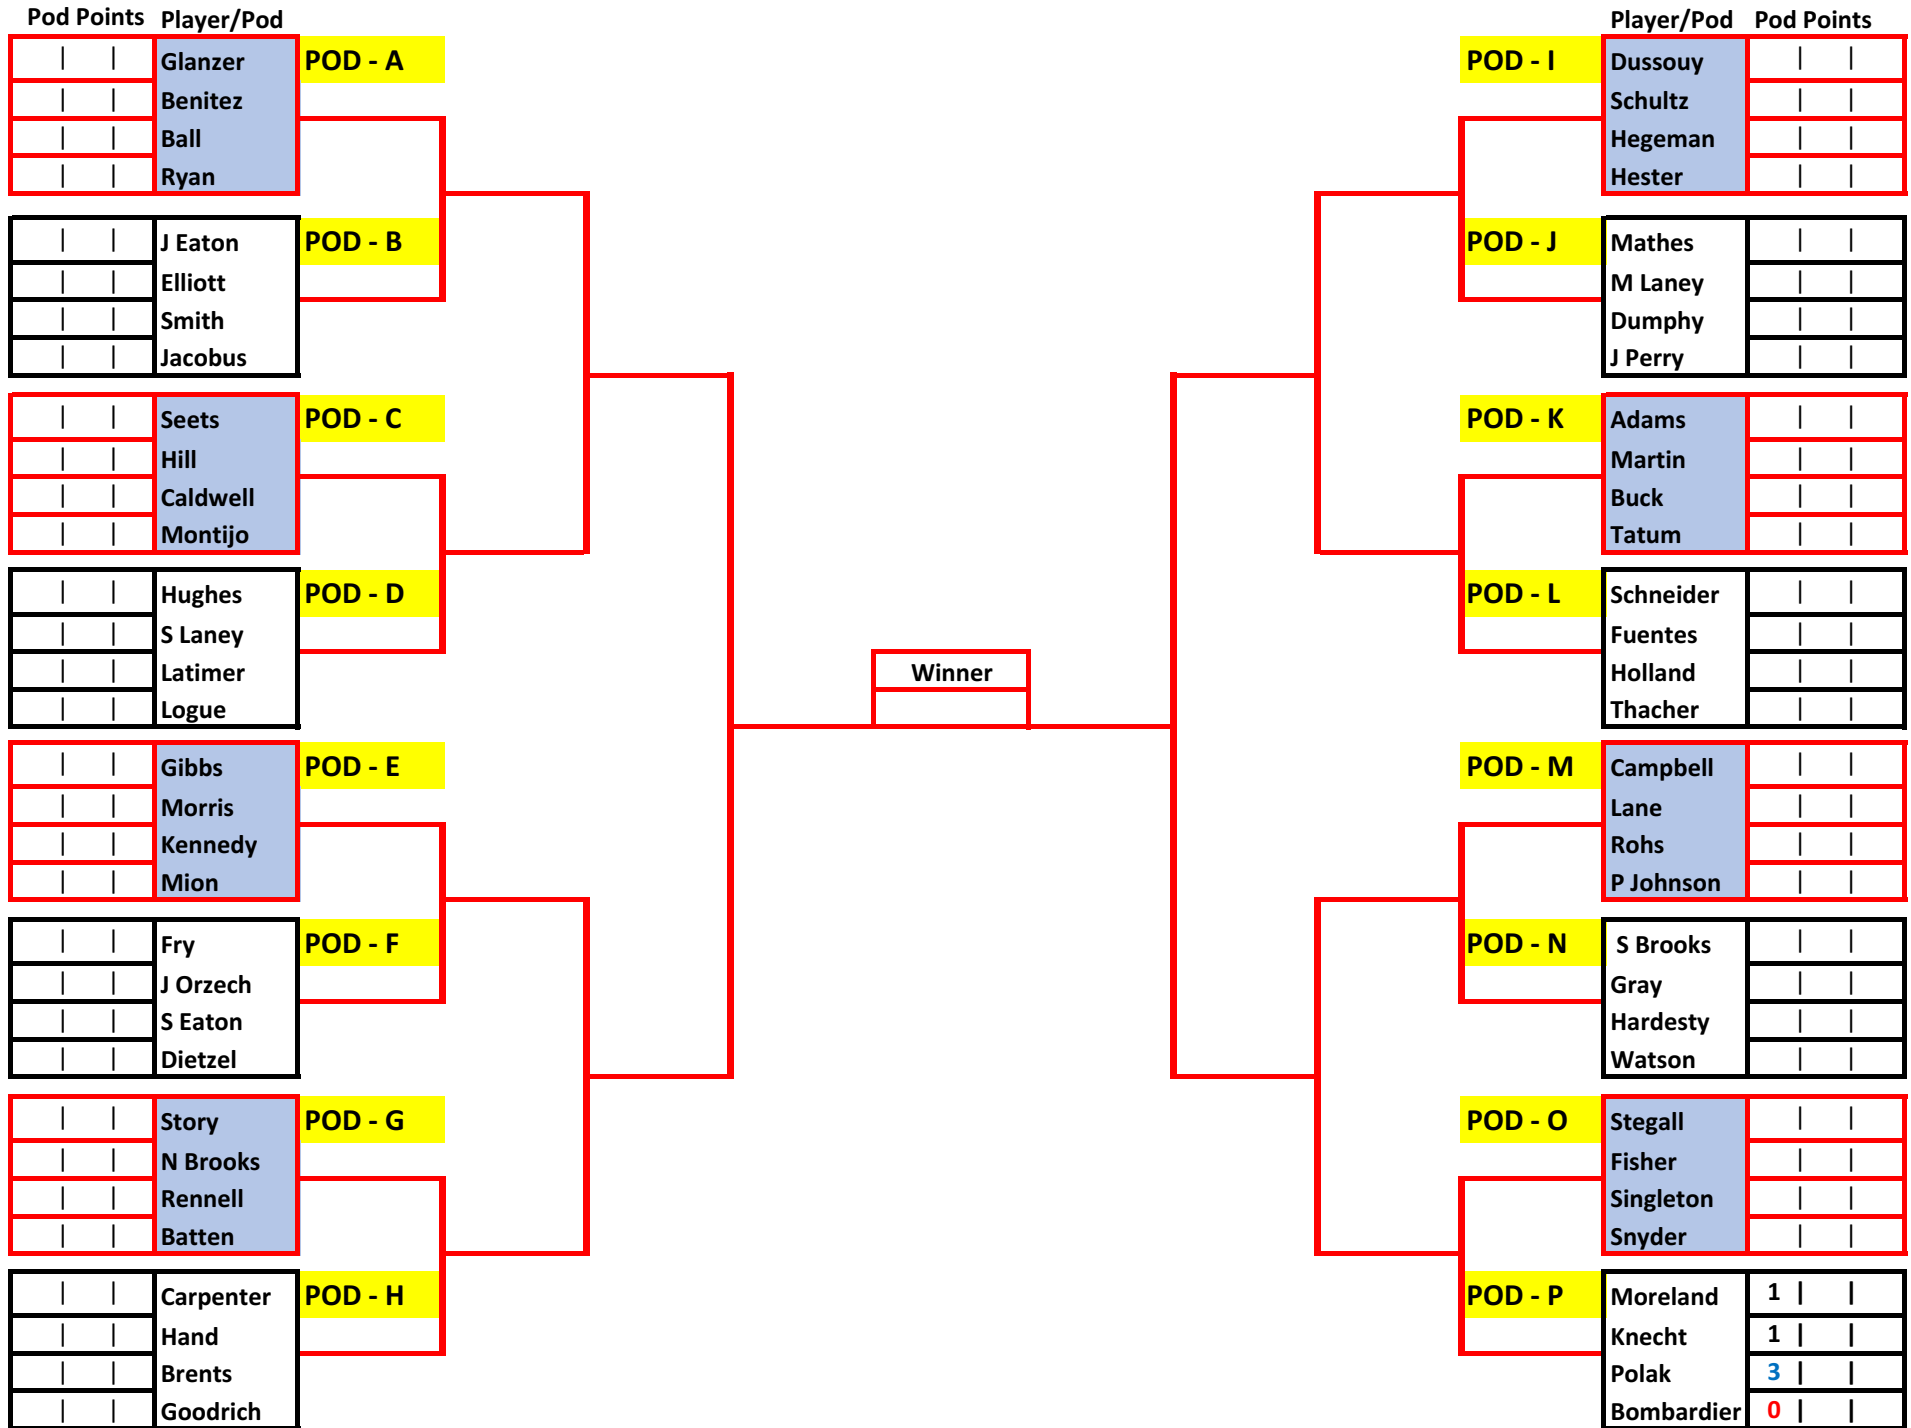 Pod Points Player/Pod
Glanzer POD - A
Benitez
Ball
Ryan
J Eaton POD - B
Elliott
Smith
Jacobus
Seets POD - C
Hill
Caldwell
Montijo
Hughes POD - D
S Laney
Latimer
Logue
Gibbs POD - E
Morris
Kennedy
Mion
Fry POD - F
J Orzech
S Eaton
Dietzel
Story POD - G
N Brooks
Rennell
Batten
Carpenter POD - H
Hand
Brents
Goodrich
Winner
Player/Pod Pod Points
POD - I Dussouy
Schultz
Hegeman
Hester
POD - J Mathes
M Laney
Dumphy
J Perry
POD - K Adams
Martin
Buck
Tatum
POD - L Schneider
Fuentes
Holland
Thacher
POD - M Campbell
Lane
Rohs
P Johnson
POD - N S Brooks
Gray
Hardesty
Watson
POD - O Stegall
Fisher
Singleton
Snyder
POD - P Moreland 1 | |
Knecht 1 | |
Polak 3 | |
Bombardier 0 | |